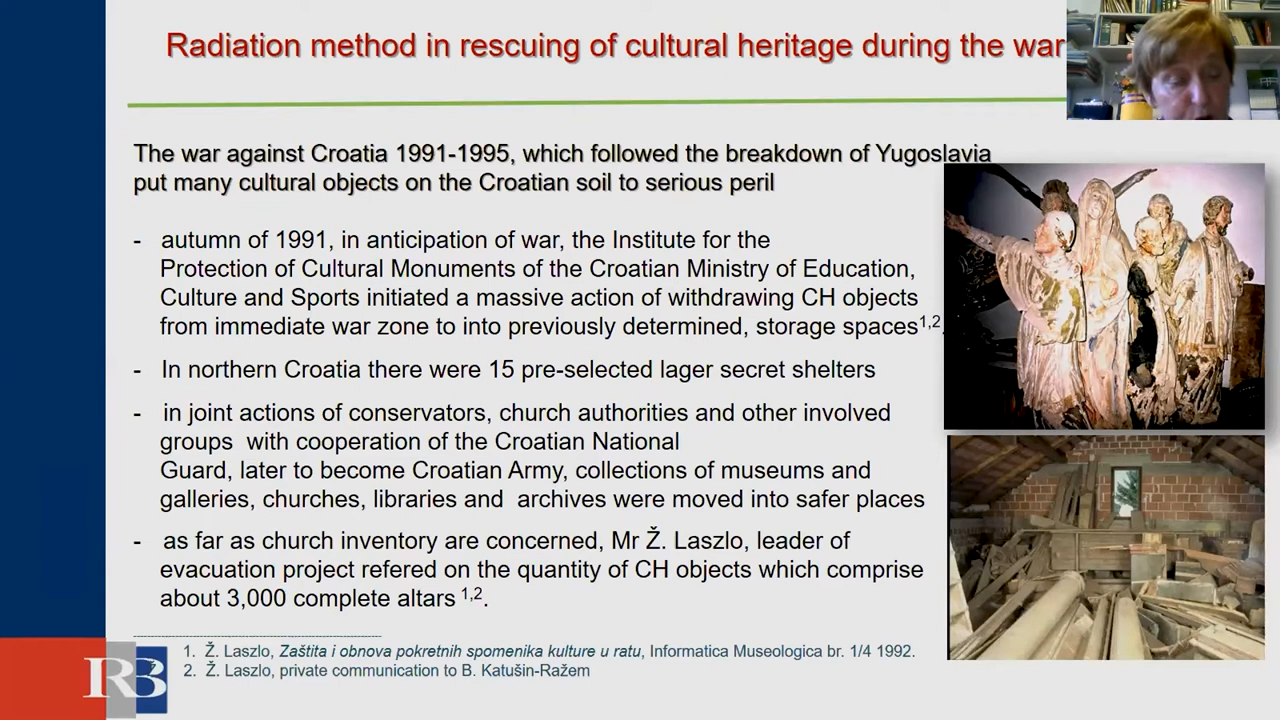 Radiation method in rescuing of cultural heritage during the war
The war against Croatia 1991-1995, which followed the breakdown of Yugoslavia
put many cultural objects on the Croatian soil to serious peril
- autumn of 1991, in anticipation of war, the Institute for the
Protection of Cultural Monuments of the Croatian Ministry of Education,
Culture and Sports initiated a massive action of withdrawing CH objects
from immediate war zone to into previously determined, storage spaces1,2.
- In northern Croatia there were 15 pre-selected lager secret shelters
- in joint actions of conservators, church authorities and other involved
groups with cooperation of the Croatian National
Guard, later to become Croatian Army, collections of museums and
galleries, churches, libraries and archives were moved into safer places
- as far as church inventory are concerned, Mr Ž. Laszlo, leader of
evacuation project refered on the quantity of CH objects which comprise
about 3,000 complete altars 1,2.
1. Ž. Laszlo, Zaštita i obnova pokretnih spomenika kulture u ratu, Informatica Museologica br. 1/4 1992.
2. Ž. Laszlo, private communication to B. Katušin-Ražem
RB